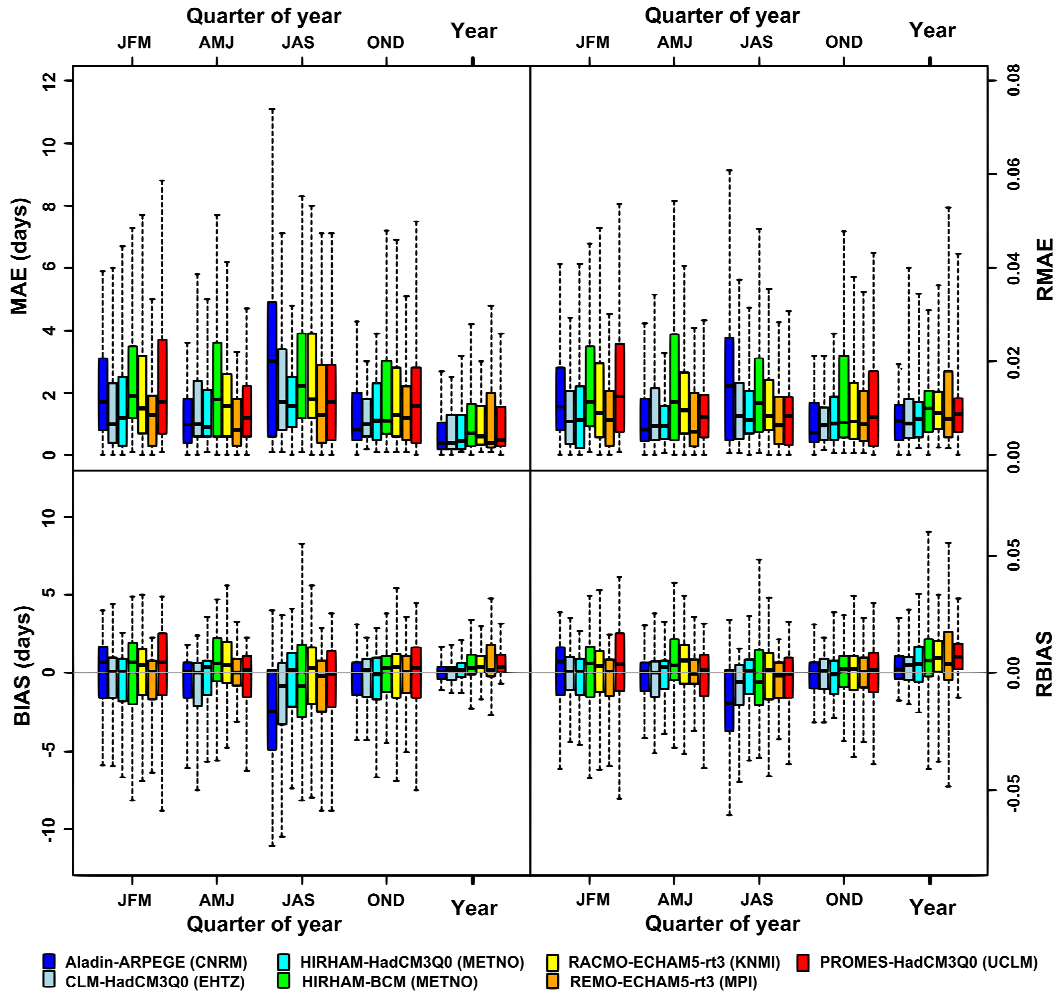 Quarter of year Year Quarter of year Year
JFM AMJ JAS OND JFM AMJ JAS OND
MAE (days)
12
10
8
6
4
2
0
RMAE
0.08
0.06
0.04
0.02
0.00
BIAS (days)
10
5
0
-5
-10
RBIAS
0.05
0.00
-0.05
JFM AMJ JAS OND Year JFM AMJ JAS OND Year
Quarter of year Quarter of year
Aladin-ARPEGE (CNRM) HIRHAM-HadCM3Q0 (METNO) RACMO-ECHAM5-rt3 (KNMI) PROMES-HadCM3Q0 (UCLM)
CLM-HadCM3Q0 (EHTZ) HIRHAM-BCM (METNO) REMO-ECHAM5-rt3 (MPI)